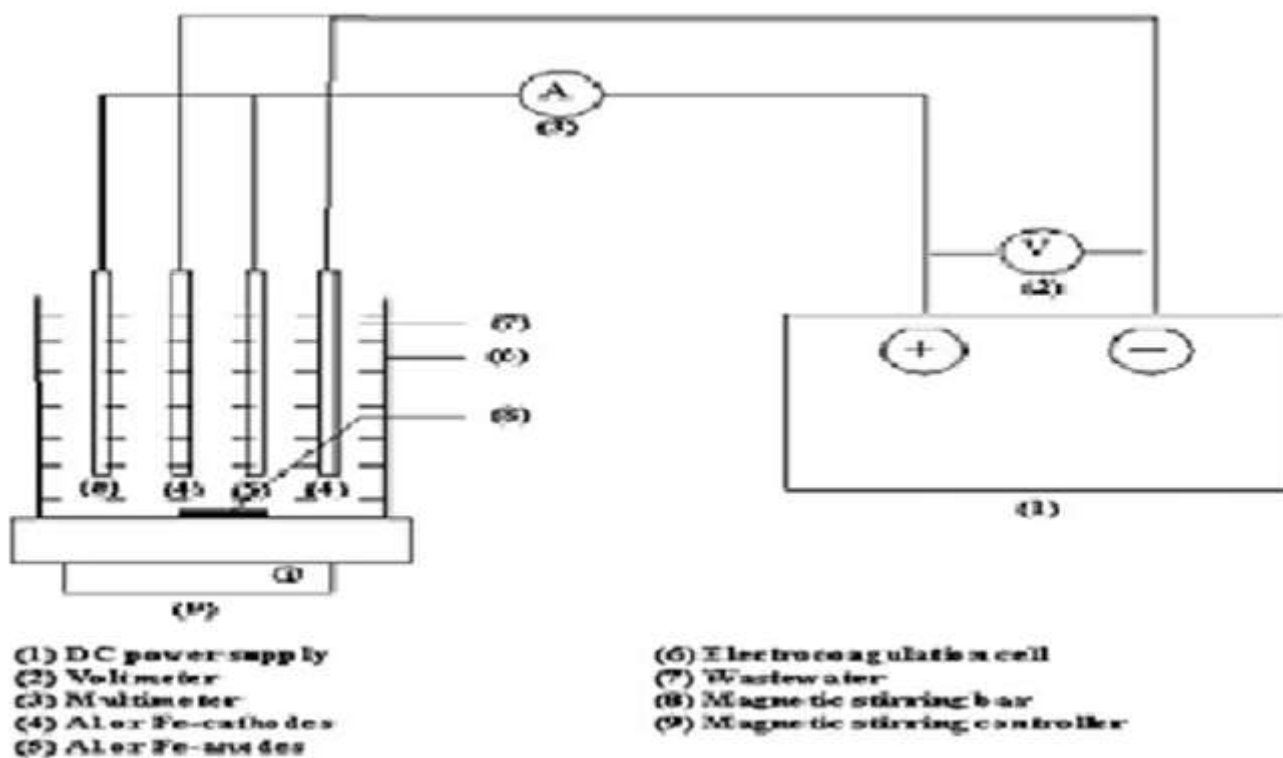 A
(3)
V
(2)
+ −
(7)
(6)
(8)
(5) (4) (5) (4)
(1)
(9)
(1) DC power supply
(2) Voltmeter
(3) Multimeter
(4) Al or Fe-cathodes
(5) Al or Fe-anodes
(6) Electrocoagulation cell
(7) Wastewater
(8) Magnetic stirring bar
(9) Magnetic stirring controller